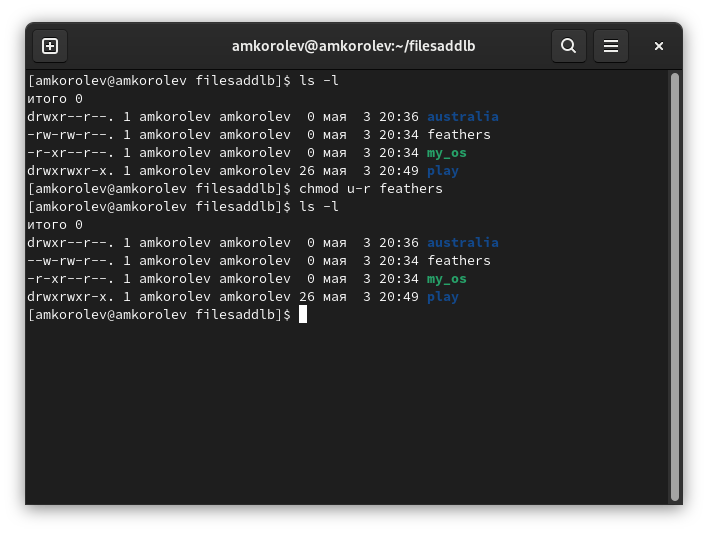 amkorolev@amkorolev:~/filesaddlb
[amkorolev@amkorolev filesaddlb]$ ls -l
итого 0
drwxr--r--. 1 amkorolev amkorolev  0 мая  3 20:36 australia
-rw-rw-r--. 1 amkorolev amkorolev  0 мая  3 20:34 feathers
-r-xr--r--. 1 amkorolev amkorolev  0 мая  3 20:34 my_os
drwxrwxr-x. 1 amkorolev amkorolev 26 мая  3 20:49 play
[amkorolev@amkorolev filesaddlb]$ chmod u-r feathers
[amkorolev@amkorolev filesaddlb]$ ls -l
итого 0
drwxr--r--. 1 amkorolev amkorolev  0 мая  3 20:36 australia
--w-rw-r--. 1 amkorolev amkorolev  0 мая  3 20:34 feathers
-r-xr--r--. 1 amkorolev amkorolev  0 мая  3 20:34 my_os
drwxrwxr-x. 1 amkorolev amkorolev 26 мая  3 20:49 play
[amkorolev@amkorolev filesaddlb]$